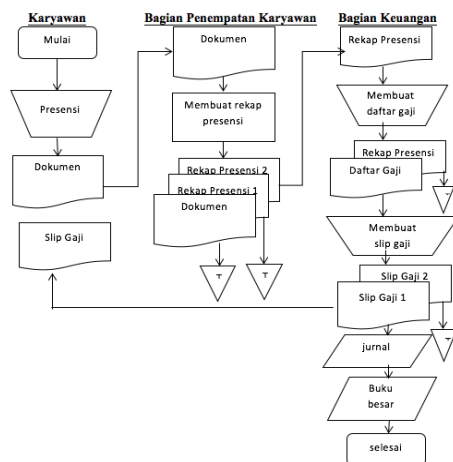 Karyawan
Mulai
Presensi
Dokumen
Slip Gaji
Bagian Penempatan Karyawan
Dokumen
Membuat rekap
presensi
Rekap Presensi 2
Rekap Presensi 1
Dokumen
T
T
Bagian Keuangan
Rekap Presensi
Membuat
daftar gaji
Rekap Presensi
Daftar Gaji
T
Membuat
slip gaji
Slip Gaji 2
Slip Gaji 1
T
jurnal
Buku
besar
selesai